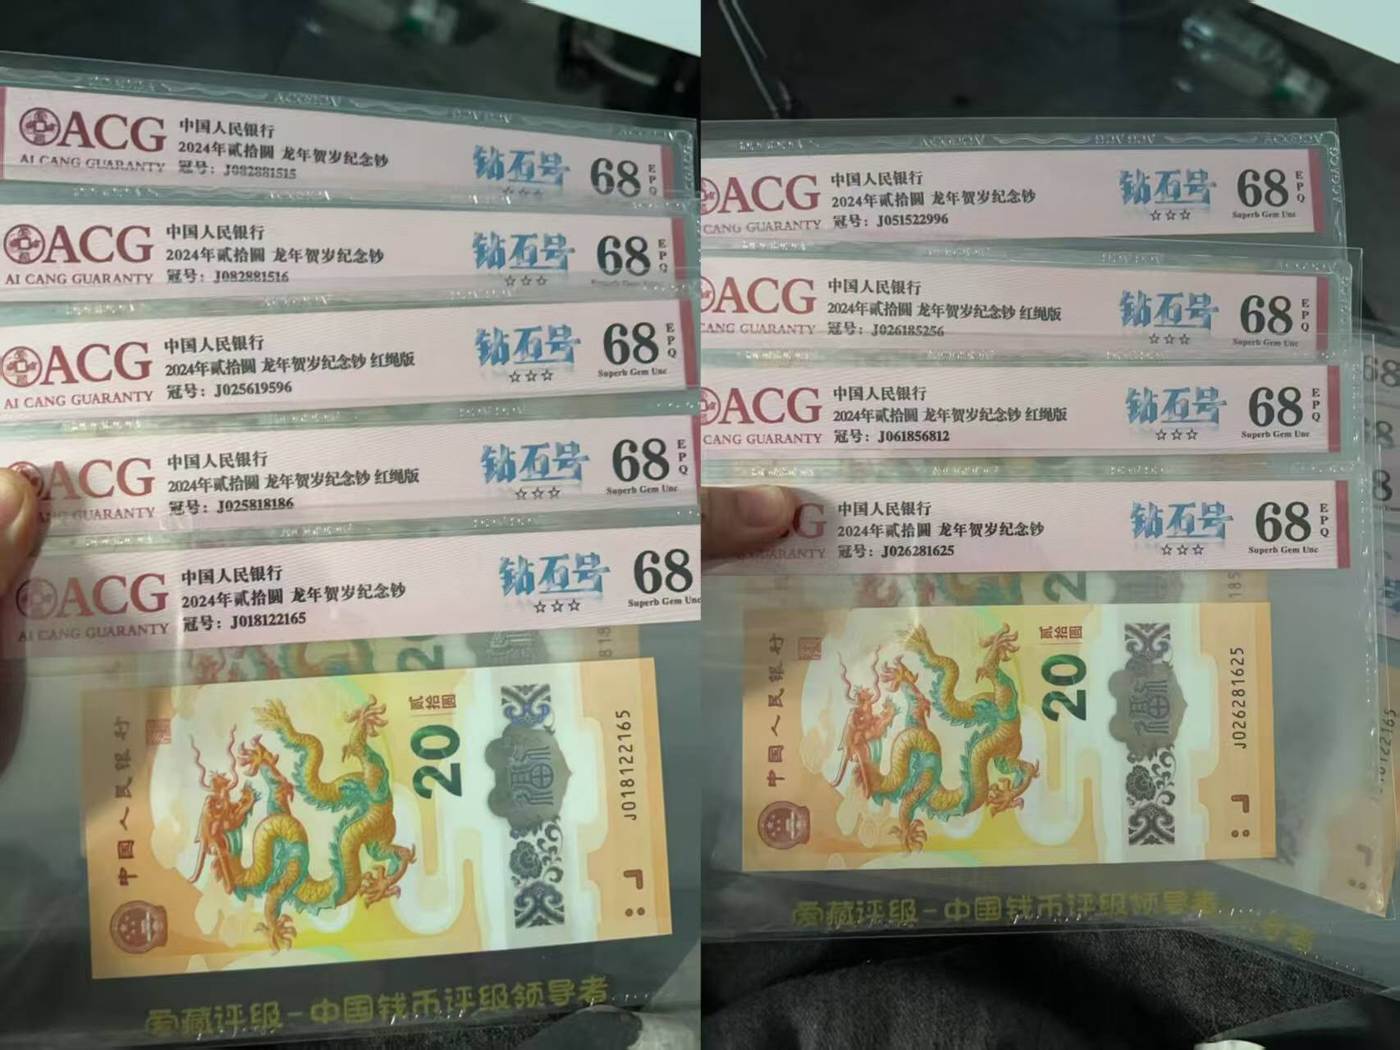 ACG
AI CANG GUARANTY
中国人民银行
2024年贰拾圆 龙年贺岁纪念钞
冠号：J082881515
钻石号
☆☆☆
68
EPQ
ACG
AI CANG GUARANTY
中国人民银行
2024年贰拾圆 龙年贺岁纪念钞
冠号：J082881516
钻石号
☆☆☆
68
EPQ
ACG
AI CANG GUARANTY
中国人民银行
2024年贰拾圆 龙年贺岁纪念钞 红绳版
冠号：J025619596
钻石号
☆☆☆
68
EPQ
Superb Gem Unc
ACG
GUARANTY
中国人民银行
2024年贰拾圆 龙年贺岁纪念钞 红绳版
冠号：J025818186
钻石号
☆☆☆
68
EPQ
Superb Gem Unc
ACG
AI CANG GUARANTY
中国人民银行
2024年贰拾圆 龙年贺岁纪念钞
冠号：J018122165
钻石号
☆☆☆
68
Superb Gem Unc
中国人民银行
贰拾圆
20
J018122165
爱藏评级-中国钱币评级领导者
ACG
CANG GUARANTY
中国人民银行
2024年贰拾圆 龙年贺岁纪念钞
冠号：J051522996
钻石号
☆☆☆
68
EPQ
Superb Gem Unc
ACG
CANG GUARANTY
中国人民银行
2024年贰拾圆 龙年贺岁纪念钞 红绳版
冠号：J026185256
钻石号
☆☆☆
68
EPQ
Superb Gem Unc
ACG
CANG GUARANTY
中国人民银行
2024年贰拾圆 龙年贺岁纪念钞 红绳版
冠号：J061856812
钻石号
☆☆☆
68
EPQ
Superb Gem Unc
G
GUARANTY
中国人民银行
2024年贰拾圆 龙年贺岁纪念钞
冠号：J026281625
钻石号
☆☆☆
68
EPQ
Superb Gem Unc
中国人民银行
贰拾圆
20
J026281625
爱藏评级-中国钱币评级领导者